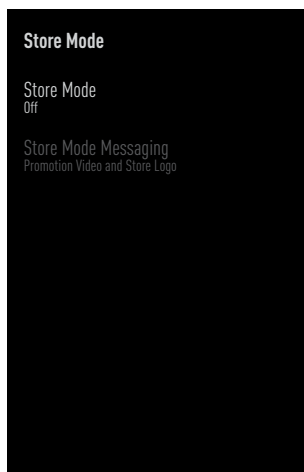 Store Mode
Store Mode
Off
Store Mode Messaging
Promotion Video and Store Logo